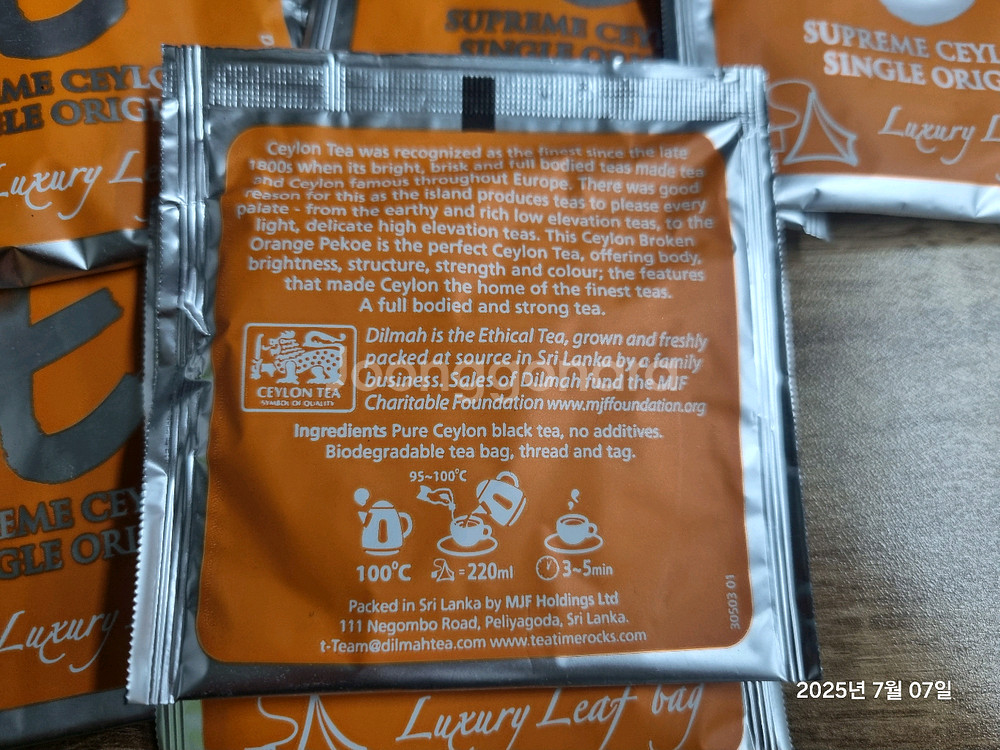 SUPREME CEY
SINGLE
SUPREME CEYL
SINGLE ORIG
Luxury L
ME CEYLO
LE ORIG
Luxury Le
Ceylon Tea was recognized as the finest since the late
1800s when its bright, brisk and full bodied teas made tea
and Ceylon famous throughout Europe. There was good
reason for this as the island produces teas to please every
palate - from the earthy and rich low elevation teas, to the
light, delicate high elevation teas. This Ceylon Broken
Orange Pekoe is the perfect Ceylon Tea, offering body,
brightness, structure, strength and colour; the features
that made Ceylon the home of the finest teas.
A full bodied and strong tea.
CEYLON TEA
SYMBOL OF QUALITY
Dilmah is the Ethical Tea, grown and freshly
packed at source in Sri Lanka by a family
business. Sales of Dilmah fund the MJF
Charitable Foundation www.mjffoundation.org
Ingredients Pure Ceylon black tea, no additives.
Biodegradable tea bag, thread and tag.
95~100°C
100°C = 220ml 3~5min
Packed in Sri Lanka by MJF Holdings Ltd
111 Negombo Road, Peliyagoda, Sri Lanka.
t-Team@dilmahtea.com www.teatimerocks.com
30503 01
EME CEY
GLE ORI
Luxury
Luxury Leaf bag
2025년 7월 07일